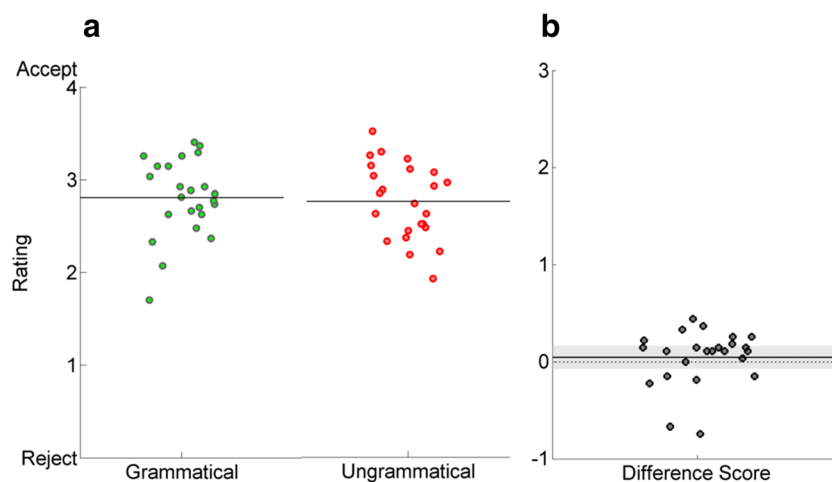 a
Accept
4
3
2
1
Reject
Rating
Grammatical
Ungrammatical
b
3
2
1
0
-1
Difference Score